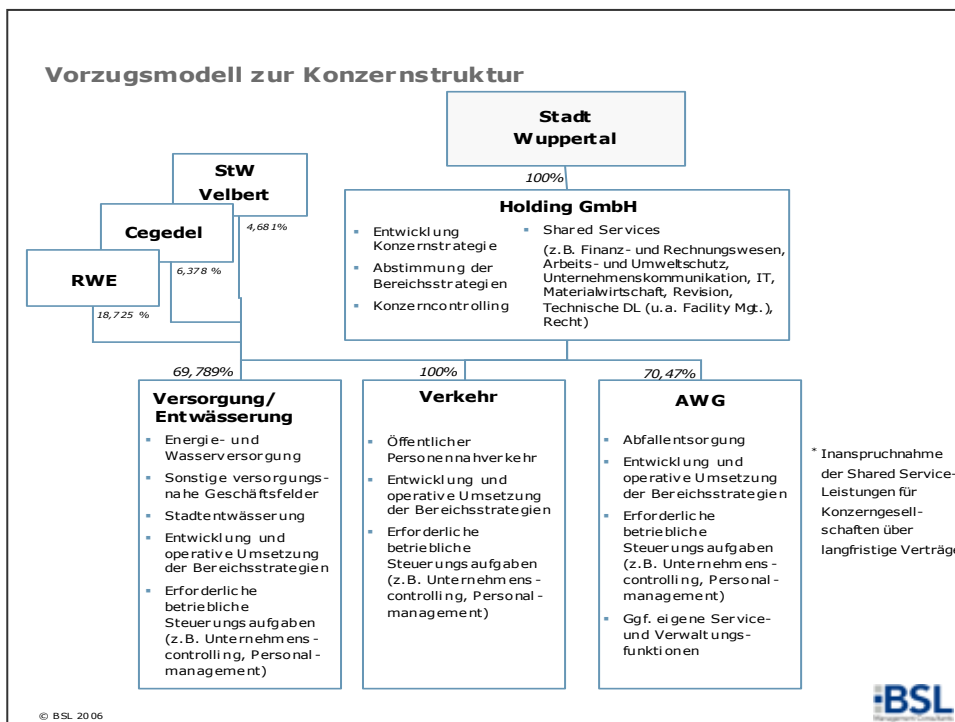 Vorzugsmodell zur Konzernstruktur
Stadt
Wuppertal
100%
StW
Velbert
4,681%
Cegedel
6,378 %
RWE
18,725 %
Holding GmbH
▪ Entwicklung
Konzernstrategie
▪ Abstimmung der
Bereichsstrategien
▪ Konzerncontrolling
▪ Shared Services
(z.B. Finanz- und Rechnungswesen,
Arbeits- und Umweltschutz,
Unternehmenskommunikation, IT,
Materialwirtschaft, Revision,
Technische DL (u.a. Facility Mgt.),
Recht)
69,789%
Versorgung/
Entwässerung
▪ Energie- und
Wasserversorgung
▪ Sonstige versorgungs-
nahe Geschäftsfelder
▪ Stadtentwässerung
▪ Entwicklung und
operative Umsetzung
der Bereichsstrategien
▪ Erforderliche
betriebliche
Steuerungsaufgaben
(z.B. Unternehmens-
controlling, Personal-
management)
100%
Verkehr
▪ Öffentlicher
Personennahverkehr
▪ Entwicklung und
operative Umsetzung
der Bereichsstrategien
▪ Erforderliche
betriebliche
Steuerungsaufgaben
(z.B. Unternehmens-
controlling, Personal-
management)
70,47%
AWG
▪ Abfallentsorgung
▪ Entwicklung und
operative Umsetzung
der Bereichsstrategien
▪ Erforderliche
betriebliche
Steuerungsaufgaben
(z.B. Unternehmens-
controlling, Personal-
management)
▪ Ggf. eigene Service-
und Verwaltungs-
funktionen
* Inanspruchnahme
der Shared Service-
Leistungen für
Konzerngesell-
schaften über
langfristige Verträge
© BSL 2006
BSL
Management Consultants